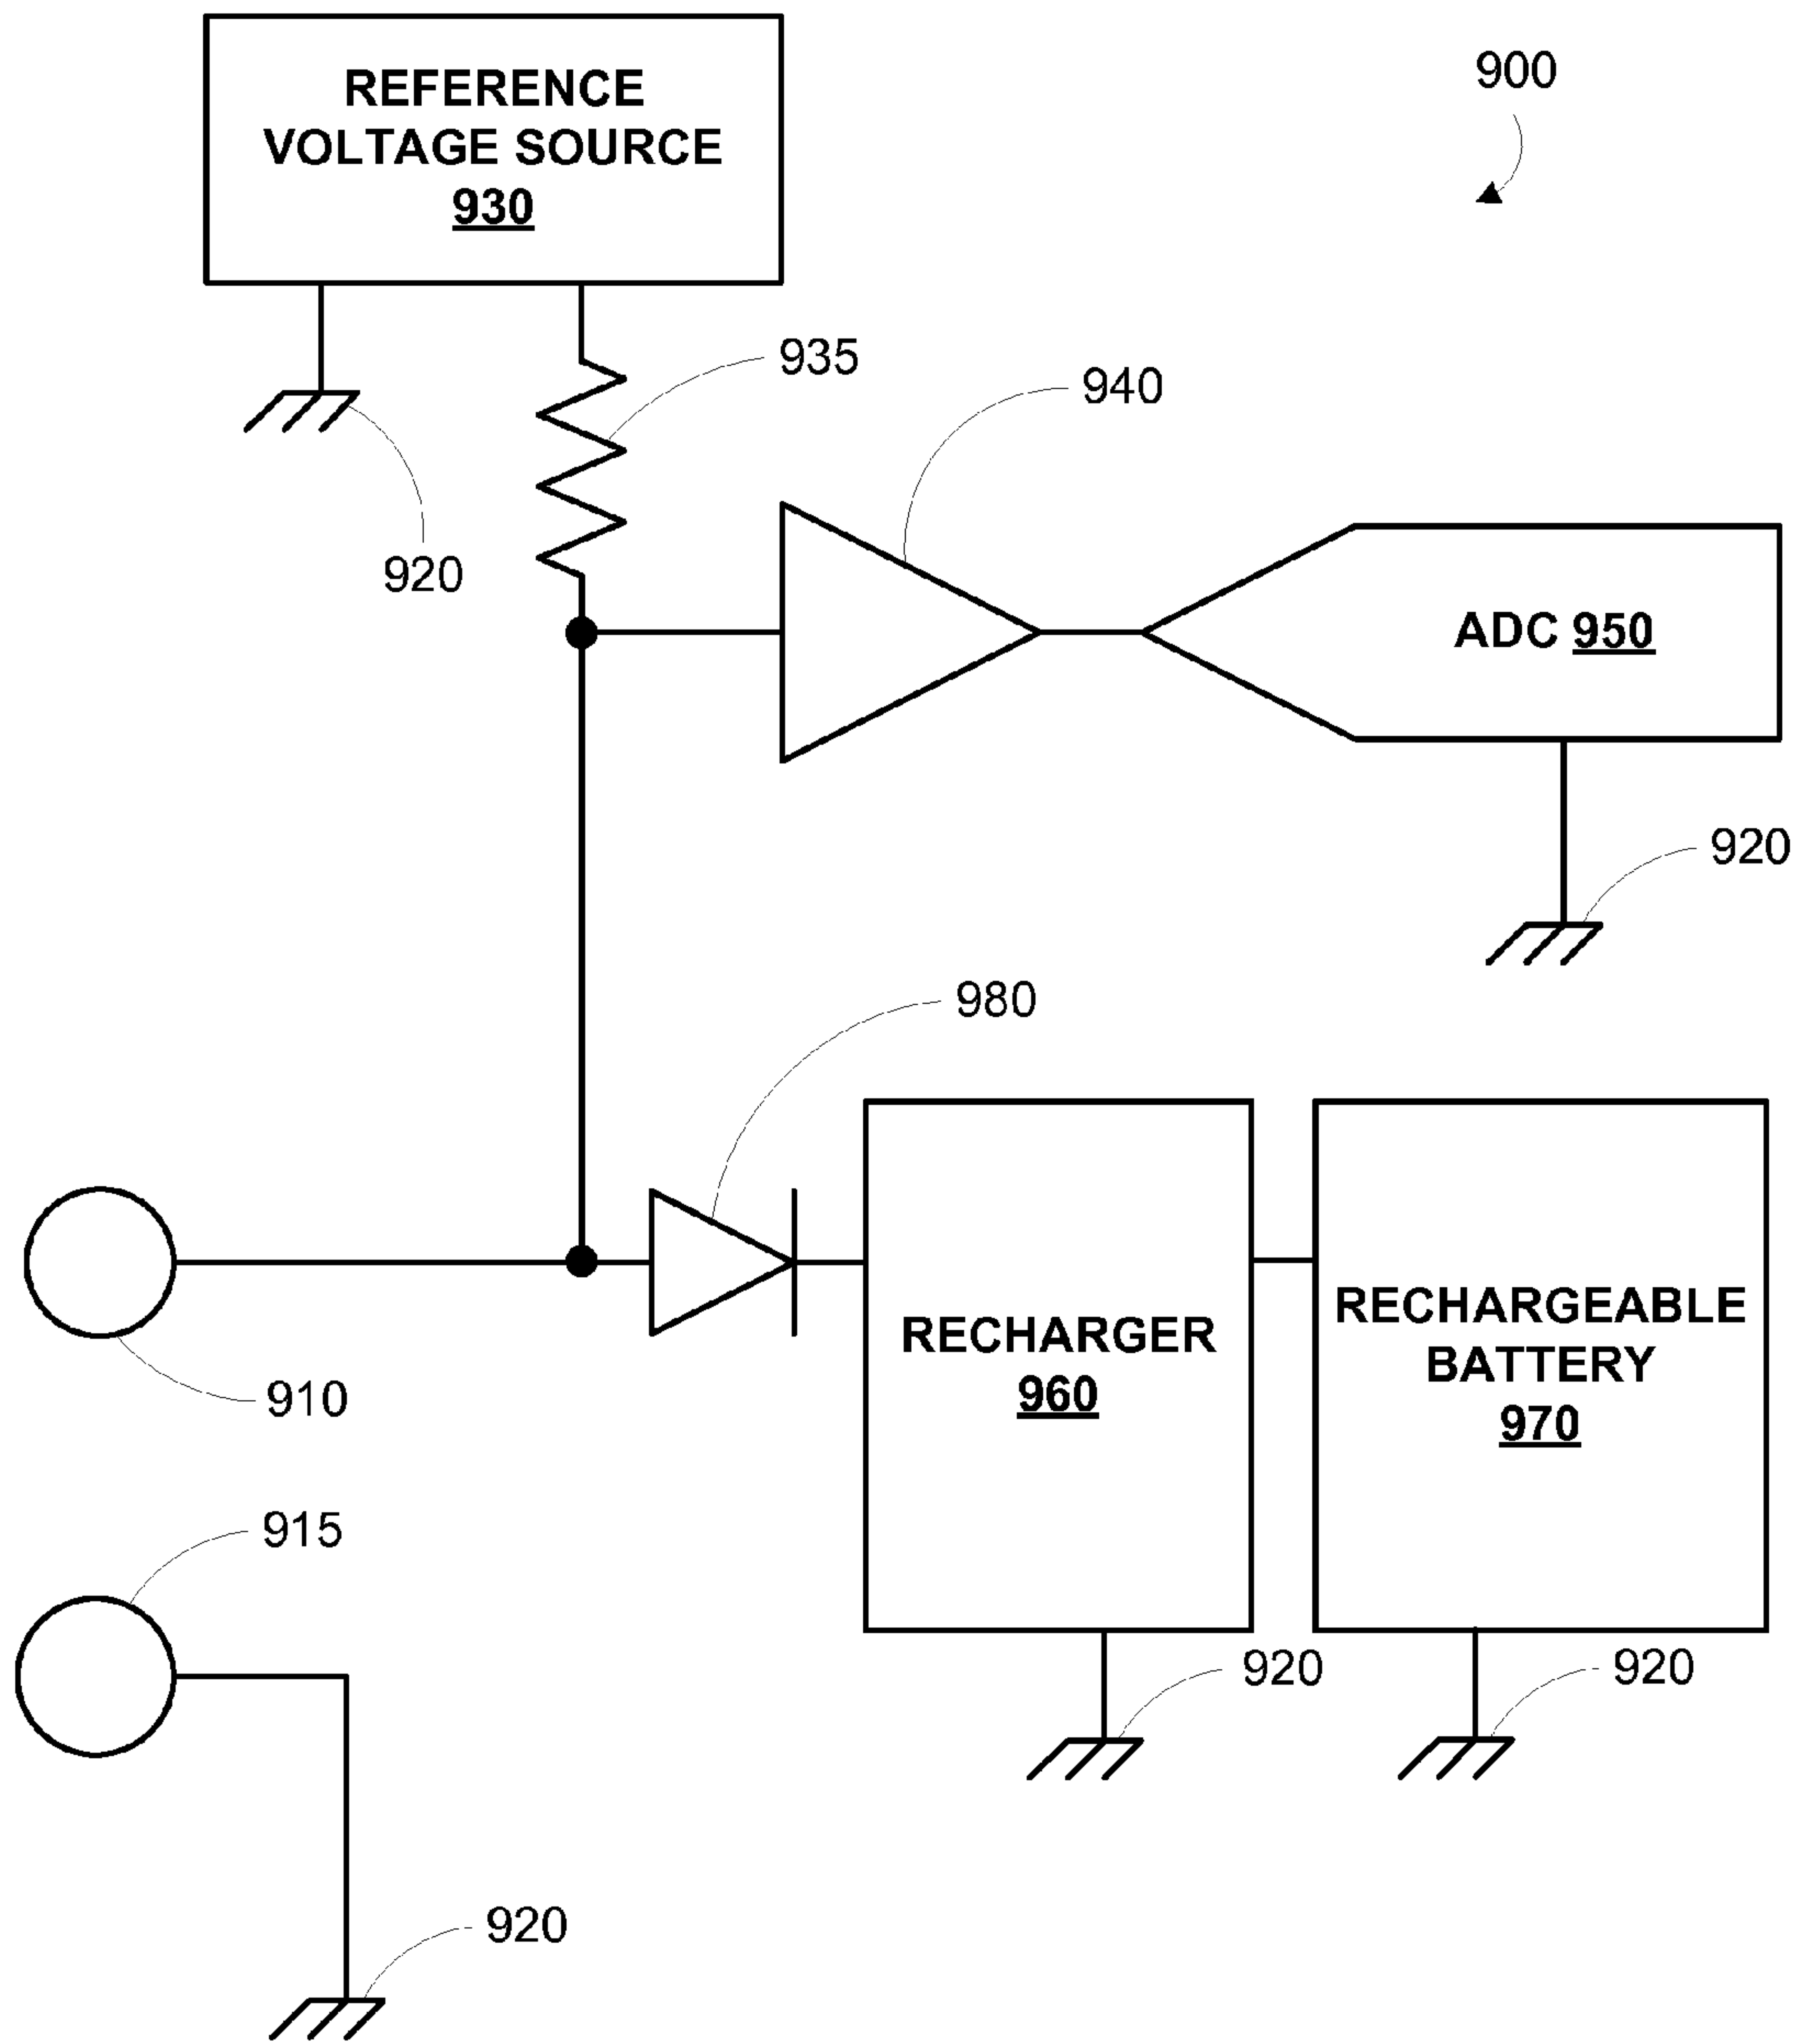 REFERENCE
VOLTAGE SOURCE
930
900
935
940
920
ADC 950
920
980
RECHARGER
960
RECHARGEABLE
BATTERY
970
910
915
920
920
920